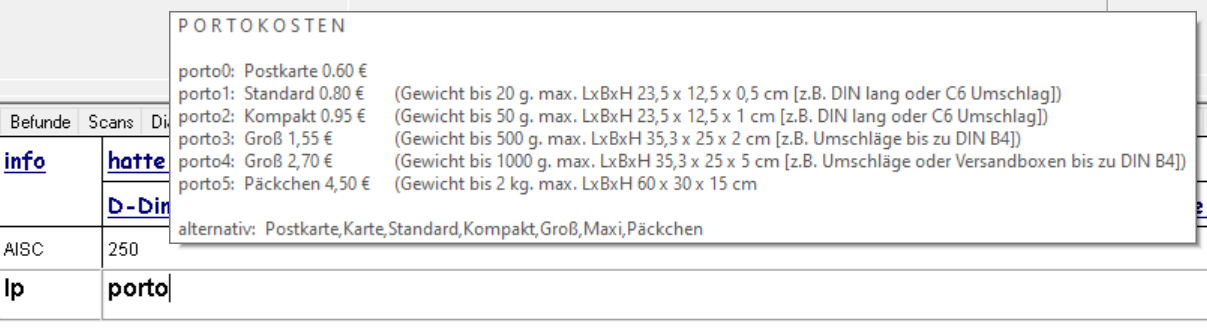 PORTOKOSTEN
porto0: Postkarte 0.60 €
porto1: Standard 0.80 € (Gewicht bis 20 g. max. LxBxH 23,5 x 12,5 x 0,5 cm [z.B. DIN lang oder C6 Umschlag])
porto2: Kompakt 0.95 € (Gewicht bis 50 g. max. LxBxH 23,5 x 12,5 x 1 cm [z.B. DIN lang oder C6 Umschlag])
porto3: Groß 1,55 € (Gewicht bis 500 g. max. LxBxH 35,3 x 25 x 2 cm [z.B. Umschläge bis zu DIN B4])
porto4: Groß 2,70 € (Gewicht bis 1000 g. max. LxBxH 35,3 x 25 x 5 cm [z.B. Umschläge oder Versandboxen bis zu DIN B4])
porto5: Päckchen 4,50 € (Gewicht bis 2 kg. max. LxBxH 60 x 30 x 15 cm
alternativ: Postkarte,Karte,Standard,Kompakt,Groß,Maxi,Päckchen
Befunde Scans
info hatte
D-Dim
AISC 250
lp porto